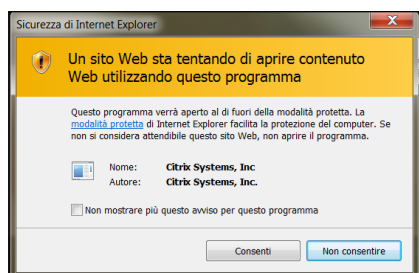 Sicurezza di Internet Explorer
Un sito Web sta tentando di aprire contenuto
Web utilizzando questo programma
Questo programma verrà aperto al di fuori della modalità protetta. La
modalità protetta di Internet Explorer facilita la protezione del computer. Se
non si considera attendibile questo sito Web, non aprire il programma.
Nome: Citrix Systems, Inc
Autore: Citrix Systems, Inc.
Non mostrare più questo avviso per questo programma
Consenti Non consentire